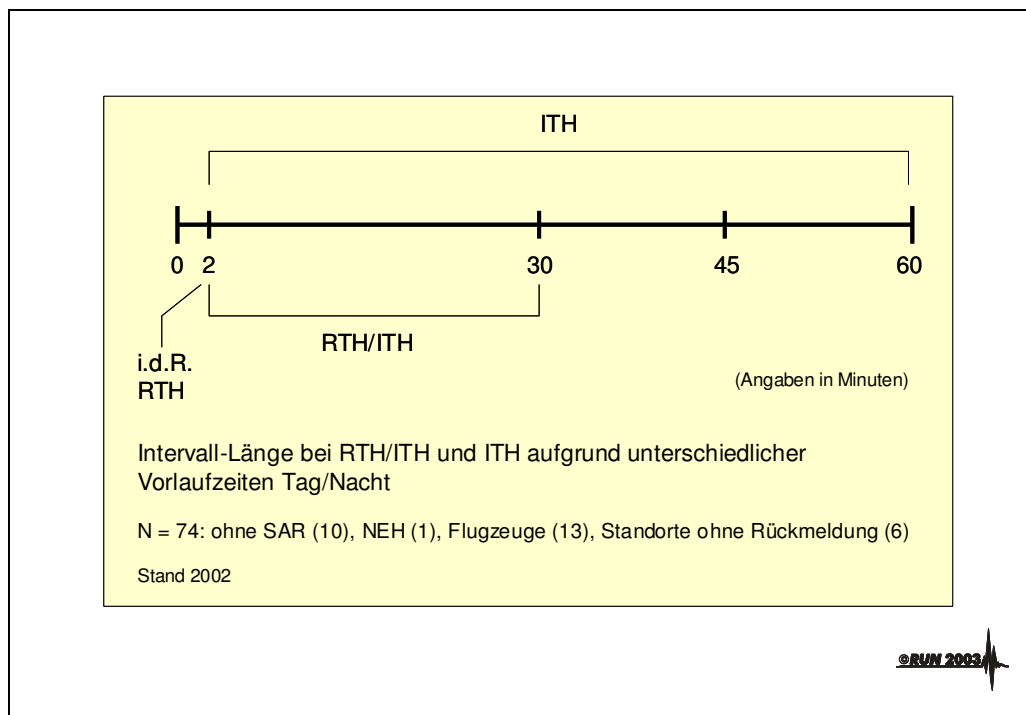 ITH
0 2 30 45 60
RTH/ITH
i.d.R.
RTH
(Angaben in Minuten)
Intervall-Länge bei RTH/ITH und ITH aufgrund unterschiedlicher
Vorlaufzeiten Tag/Nacht
N = 74: ohne SAR (10), NEH (1), Flugzeuge (13), Standorte ohne Rückmeldung (6)
Stand 2002
©RUN 2003